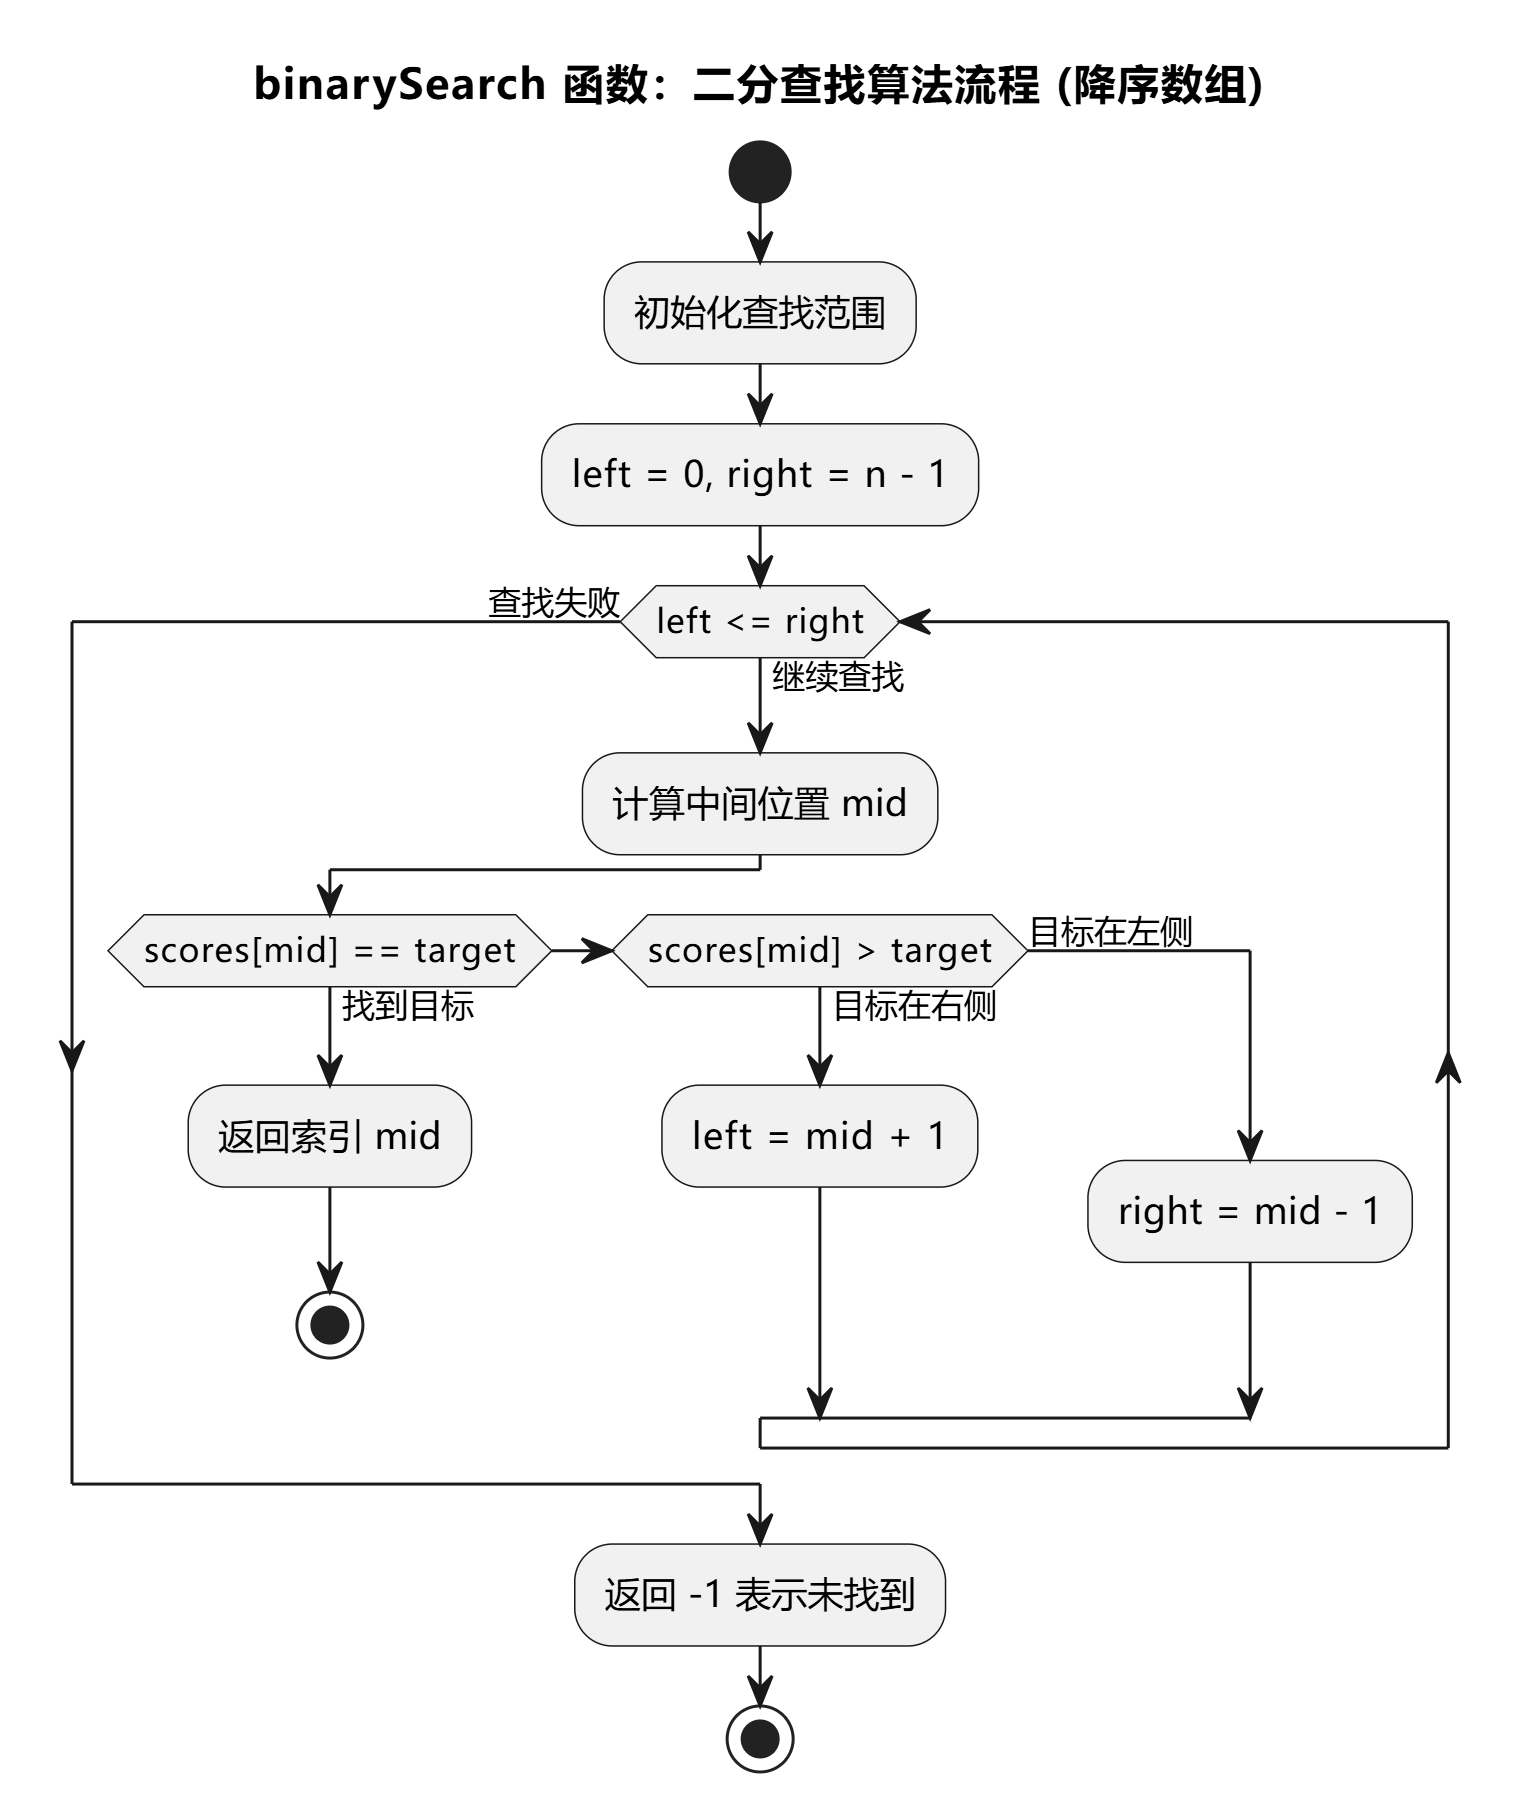 binarySearch 函数：二分查找算法流程 (降序数组)
初始化查找范围
left = 0, right = n - 1
查找失败
left <= right
继续查找
计算中间位置 mid
scores[mid] == target
scores[mid] > target
目标在左侧
找到目标
目标在右侧
返回索引 mid
left = mid + 1
right = mid - 1
返回 -1 表示未找到